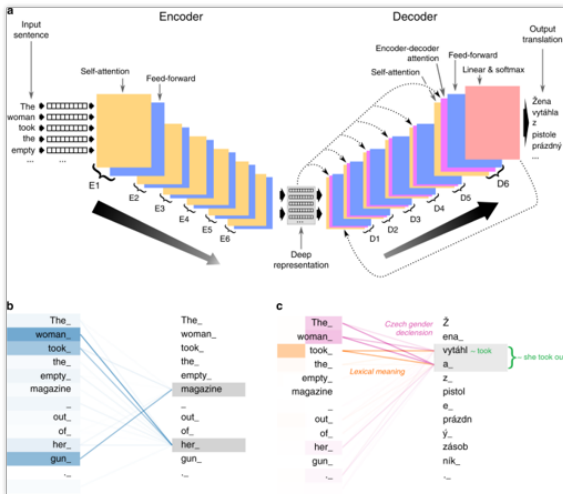 a
Encoder
Decoder
Input
sentence
Output
translation
Encoder-decoder
attention
Self-attention
Feed-forward
Feed-forward
Self-attention
Linear & softmax
The
woman
took
the
empty
...
...
Žena
vytáhla
z
pistole
prázdný
...
E1
E2
E3
E4
E5
E6
Deep
representation
D1
D2
D3
D4
D5
D6
b
The_
woman_
took_
the_
empty_
magazine
_
out_
of_
her_
gun_
._
The_
woman_
took_
the_
empty_
magazine
_
out_
of_
her_
gun_
._
c
The_
woman_
took_
the_
empty_
magazine
_
out_
of_
her_
gun_
._
Czech gender
declension
Lexical meaning
Ž
ena_
vytáhl ~ took
a_
z_
pistol
e_
prázdn
ý_
zásob
ník_
._
~ she took out